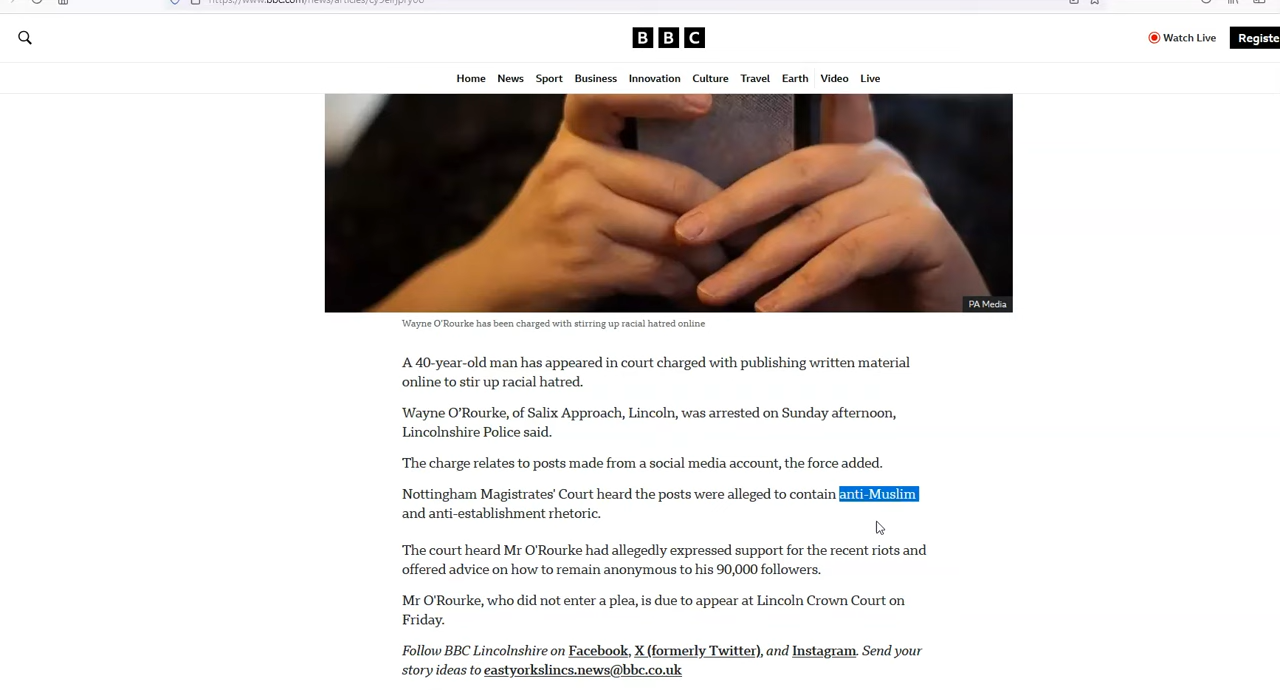 BBC
Watch Live
Registe
Home News Sport Business Innovation Culture Travel Earth Video Live
PA Media
Wayne O'Rourke has been charged with stirring up racial hatred online
A 40-year-old man has appeared in court charged with publishing written material
online to stir up racial hatred.
Wayne O'Rourke, of Salix Approach, Lincoln, was arrested on Sunday afternoon,
Lincolnshire Police said.
The charge relates to posts made from a social media account, the force added.
Nottingham Magistrates' Court heard the posts were alleged to contain anti-Muslim
and anti-establishment rhetoric.
The court heard Mr O'Rourke had allegedly expressed support for the recent riots and
offered advice on how to remain anonymous to his 90,000 followers.
Mr O'Rourke, who did not enter a plea, is due to appear at Lincoln Crown Court on
Friday.
Follow BBC Lincolnshire on Facebook, X (formerly Twitter), and Instagram. Send your
story ideas to eastyorkslincs.news@bbc.co.uk